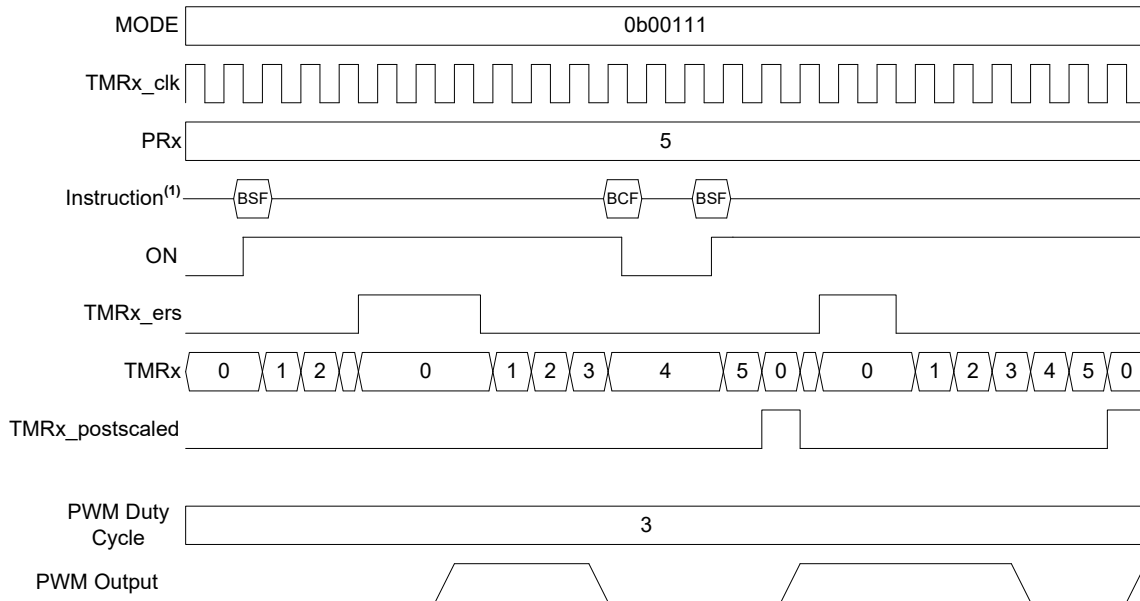 MODE 0b00111
TMRx_clk
PRx 5
Instruction(1) BSF BCF BSF
ON
TMRx_ers
TMRx 0 1 2 0 1 2 3 4 5 0 0 1 2 3 4 5 0
TMRx_postscaled
PWM Duty
Cycle
3
PWM Output